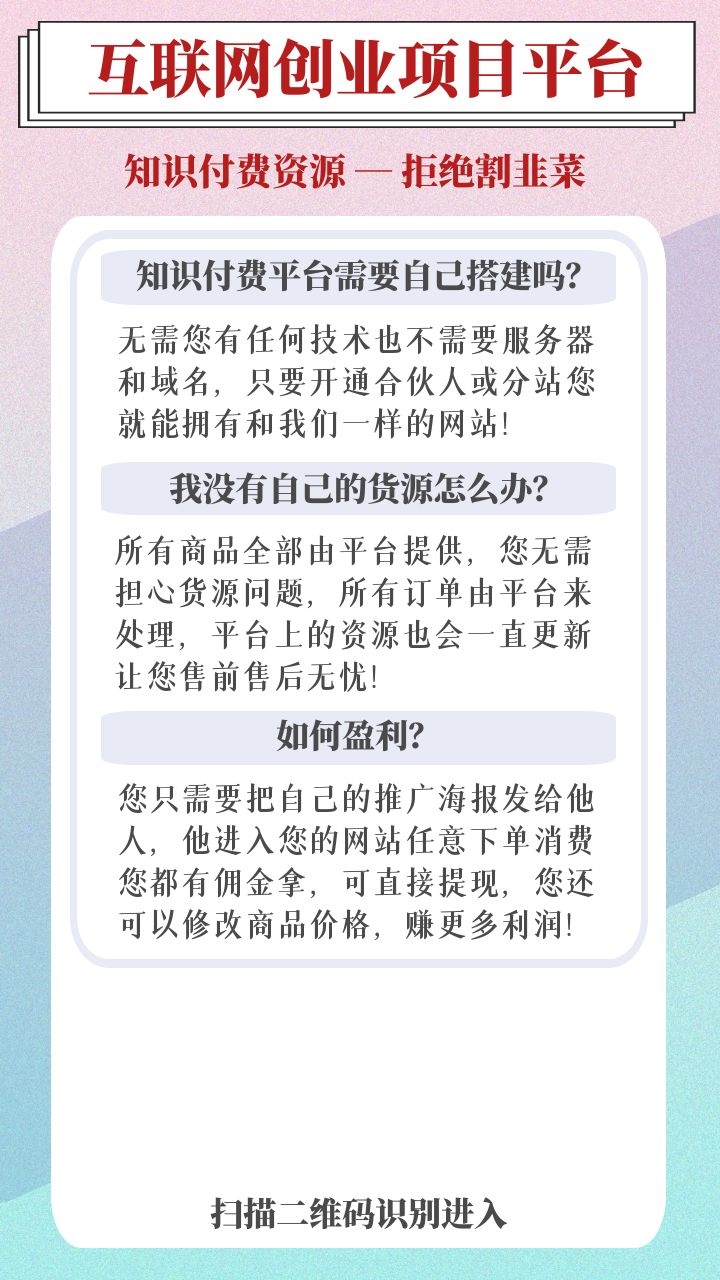 互联网创业项目平台
知识付费资源 — 拒绝割韭菜
知识付费平台需要自己搭建吗？
无需您有任何技术也不需要服务器
和域名，只要开通合伙人或分站您
就能拥有和我们一样的网站！
我没有自己的货源怎么办？
所有商品全部由平台提供，您无需
担心货源问题，所有订单由平台来
处理，平台上的资源也会一直更新
让您售前售后无忧！
如何盈利？
您只需要把自己的推广海报发给他
人，他进入您的网站任意下单消费
您都有佣金拿，可直接提现，您还
可以修改商品价格，赚更多利润！
扫描二维码识别进入